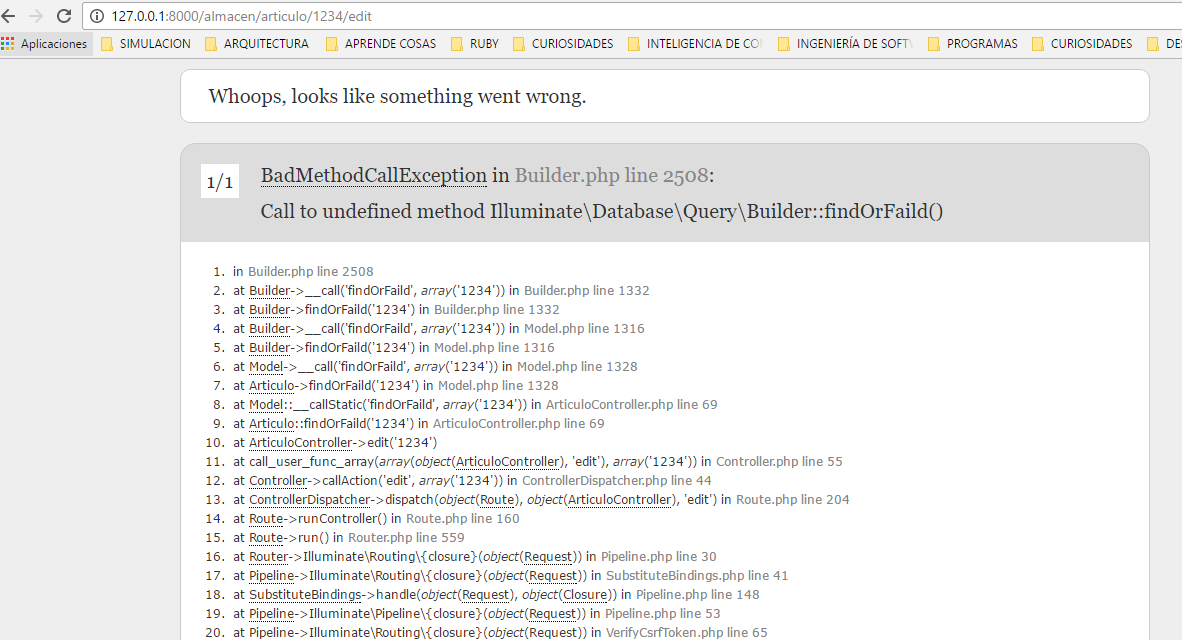 127.0.0.1:8000/almacen/articulo/1234/edit
Aplicaciones SIMULACION ARQUITECTURA APRENDE COSAS RUBY CURIOSIDADES INTELIGENCIA DE CO INGENIERÍA DE SOFT PROGRAMAS CURIOSIDADES DE
Whoops, looks like something went wrong.
1/1 BadMethodCallException in Builder.php line 2508:
Call to undefined method Illuminate\Database\Query\Builder::findOrFaild()
1. in Builder.php line 2508
2. at Builder->__call('findOrFaild', array('1234')) in Builder.php line 1332
3. at Builder->findOrFaild('1234') in Builder.php line 1332
4. at Builder->__call('findOrFaild', array('1234')) in Model.php line 1316
5. at Builder->findOrFaild('1234') in Model.php line 1316
6. at Model->__call('findOrFaild', array('1234')) in Model.php line 1328
7. at Articulo->findOrFaild('1234') in Model.php line 1328
8. at Model::__callStatic('findOrFaild', array('1234')) in ArticuloController.php line 69
9. at Articulo::findOrFaild('1234') in ArticuloController.php line 69
10. at ArticuloController->edit('1234')
11. at call_user_func_array(array(object(ArticuloController), 'edit'), array('1234')) in Controller.php line 55
12. at Controller->callAction('edit', array('1234')) in ControllerDispatcher.php line 44
13. at ControllerDispatcher->dispatch(object(Route), object(ArticuloController), 'edit') in Route.php line 204
14. at Route->runController() in Route.php line 160
15. at Route->run() in Router.php line 559
16. at Router->Illuminate\Routing\{closure}(object(Request)) in Pipeline.php line 30
17. at Pipeline->Illuminate\Routing\{closure}(object(Request)) in SubstituteBindings.php line 41
18. at SubstituteBindings->handle(object(Request), object(Closure)) in Pipeline.php line 148
19. at Pipeline->Illuminate\Pipeline\{closure}(object(Request)) in Pipeline.php line 53
20. at Pipeline->Illuminate\Routing\{closure}(object(Request)) in VerifyCsrfToken.php line 65